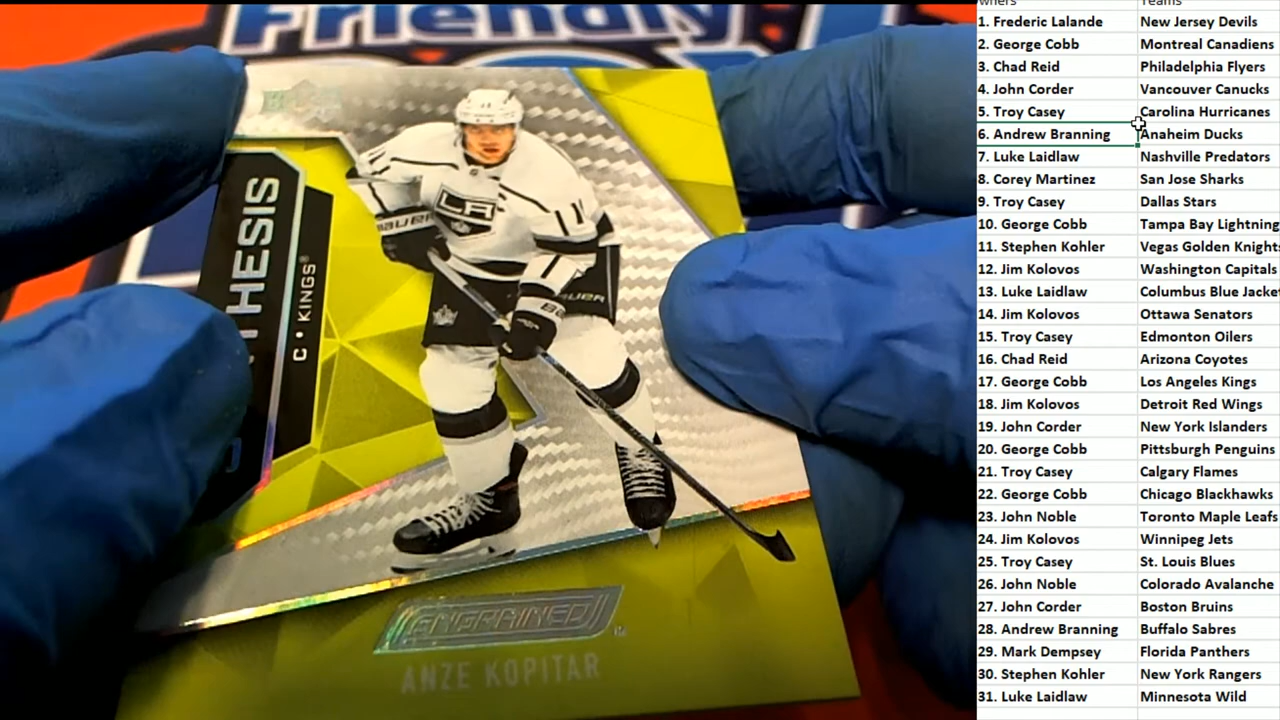 Friendly
THESIS
C • KINGS®
LA
11
11
BAUER
BAUER
ENGRAINED
ANZE KOPITAR
Teams
1. Frederic Lalande New Jersey Devils
2. George Cobb Montreal Canadiens
3. Chad Reid Philadelphia Flyers
4. John Corder Vancouver Canucks
5. Troy Casey Carolina Hurricanes
6. Andrew Branning Anaheim Ducks
7. Luke Laidlaw Nashville Predators
8. Corey Martinez San Jose Sharks
9. Troy Casey Dallas Stars
10. George Cobb Tampa Bay Lightning
11. Stephen Kohler Vegas Golden Knights
12. Jim Kolovos Washington Capitals
13. Luke Laidlaw Columbus Blue Jacket
14. Jim Kolovos Ottawa Senators
15. Troy Casey Edmonton Oilers
16. Chad Reid Arizona Coyotes
17. George Cobb Los Angeles Kings
18. Jim Kolovos Detroit Red Wings
19. John Corder New York Islanders
20. George Cobb Pittsburgh Penguins
21. Troy Casey Calgary Flames
22. George Cobb Chicago Blackhawks
23. John Noble Toronto Maple Leafs
24. Jim Kolovos Winnipeg Jets
25. Troy Casey St. Louis Blues
26. John Noble Colorado Avalanche
27. John Corder Boston Bruins
28. Andrew Branning Buffalo Sabres
29. Mark Dempsey Florida Panthers
30. Stephen Kohler New York Rangers
31. Luke Laidlaw Minnesota Wild